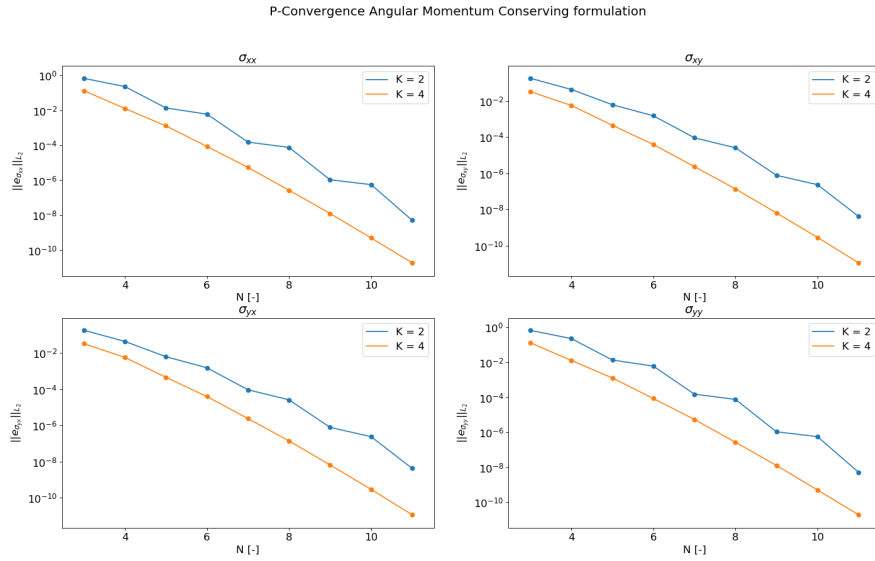 P-Convergence Angular Momentum Conserving formulation
σxx
||eσxx||L2
10^0
10^-2
10^-4
10^-6
10^-8
10^-10
K = 2
K = 4
4 6 8 10
N [-]
σxy
||eσxy||L2
10^-2
10^-4
10^-6
10^-8
10^-10
K = 2
K = 4
4 6 8 10
N [-]
σyx
||eσyx||L2
10^-2
10^-4
10^-6
10^-8
10^-10
K = 2
K = 4
4 6 8 10
N [-]
σyy
||eσyy||L2
10^0
10^-2
10^-4
10^-6
10^-8
10^-10
K = 2
K = 4
4 6 8 10
N [-]